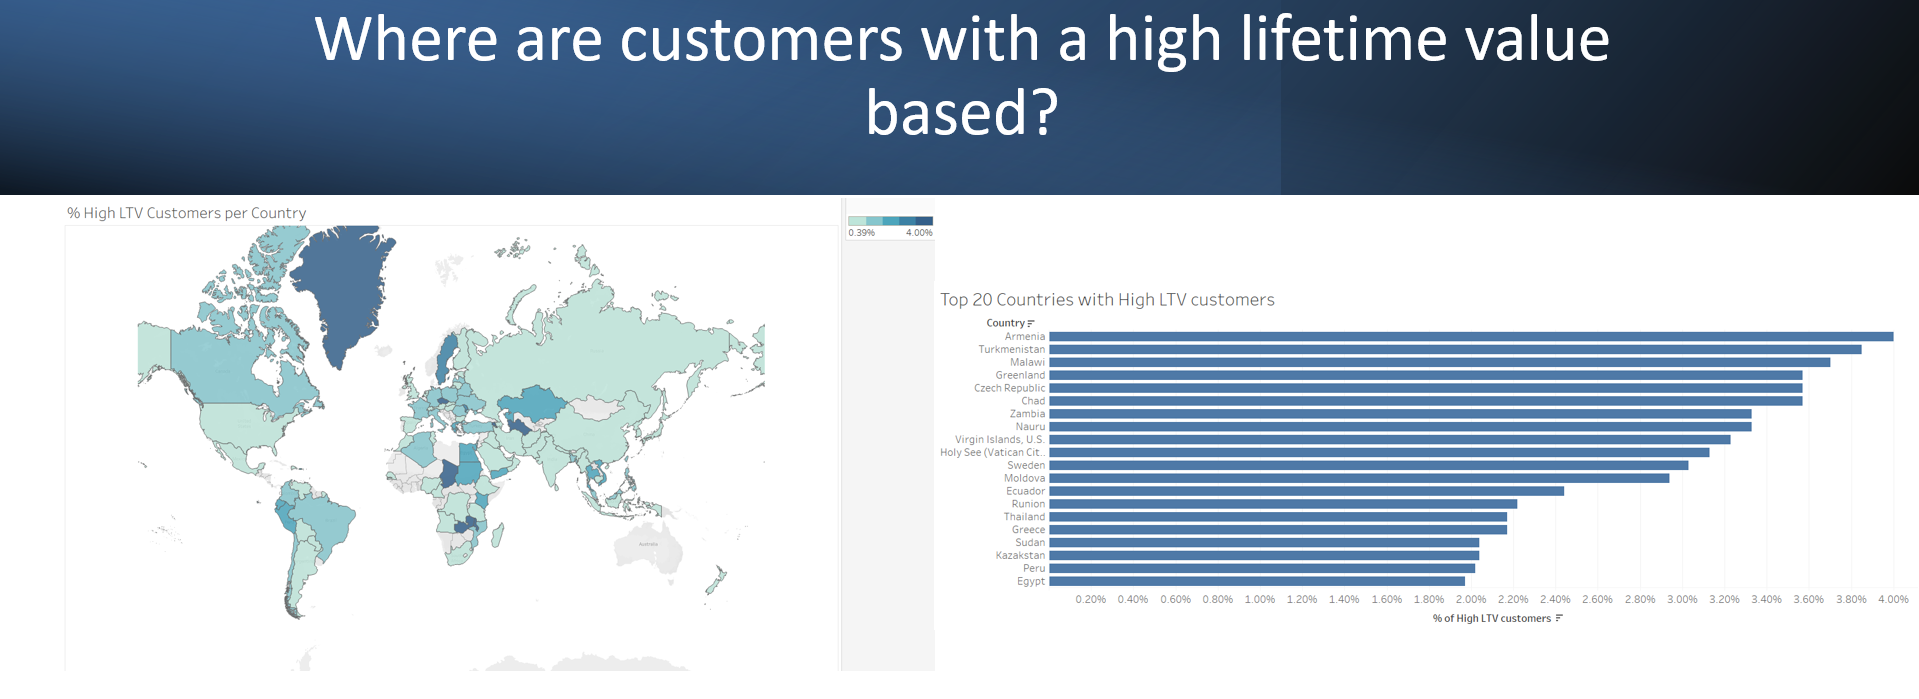 Where are customers with a high lifetime value
based?
% High LTV Customers per Country
0.39%
4.00%
Australia
Top 20 Countries with High LTV customers
Country
Armenia
Turkmenistan
Malawi
Greenland
Czech Republic
Chad
Zambia
Nauru
Virgin Islands, U.S.
Holy See (Vatican Cit..
Sweden
Moldova
Ecuador
Runion
Thailand
Greece
Sudan
Kazakstan
Peru
Egypt
0.20% 0.40% 0.60% 0.80% 1.00% 1.20% 1.40% 1.60% 1.80% 2.00% 2.20% 2.40% 2.60% 2.80% 3.00% 3.20% 3.40% 3.60% 3.80% 4.00%
% of High LTV customers